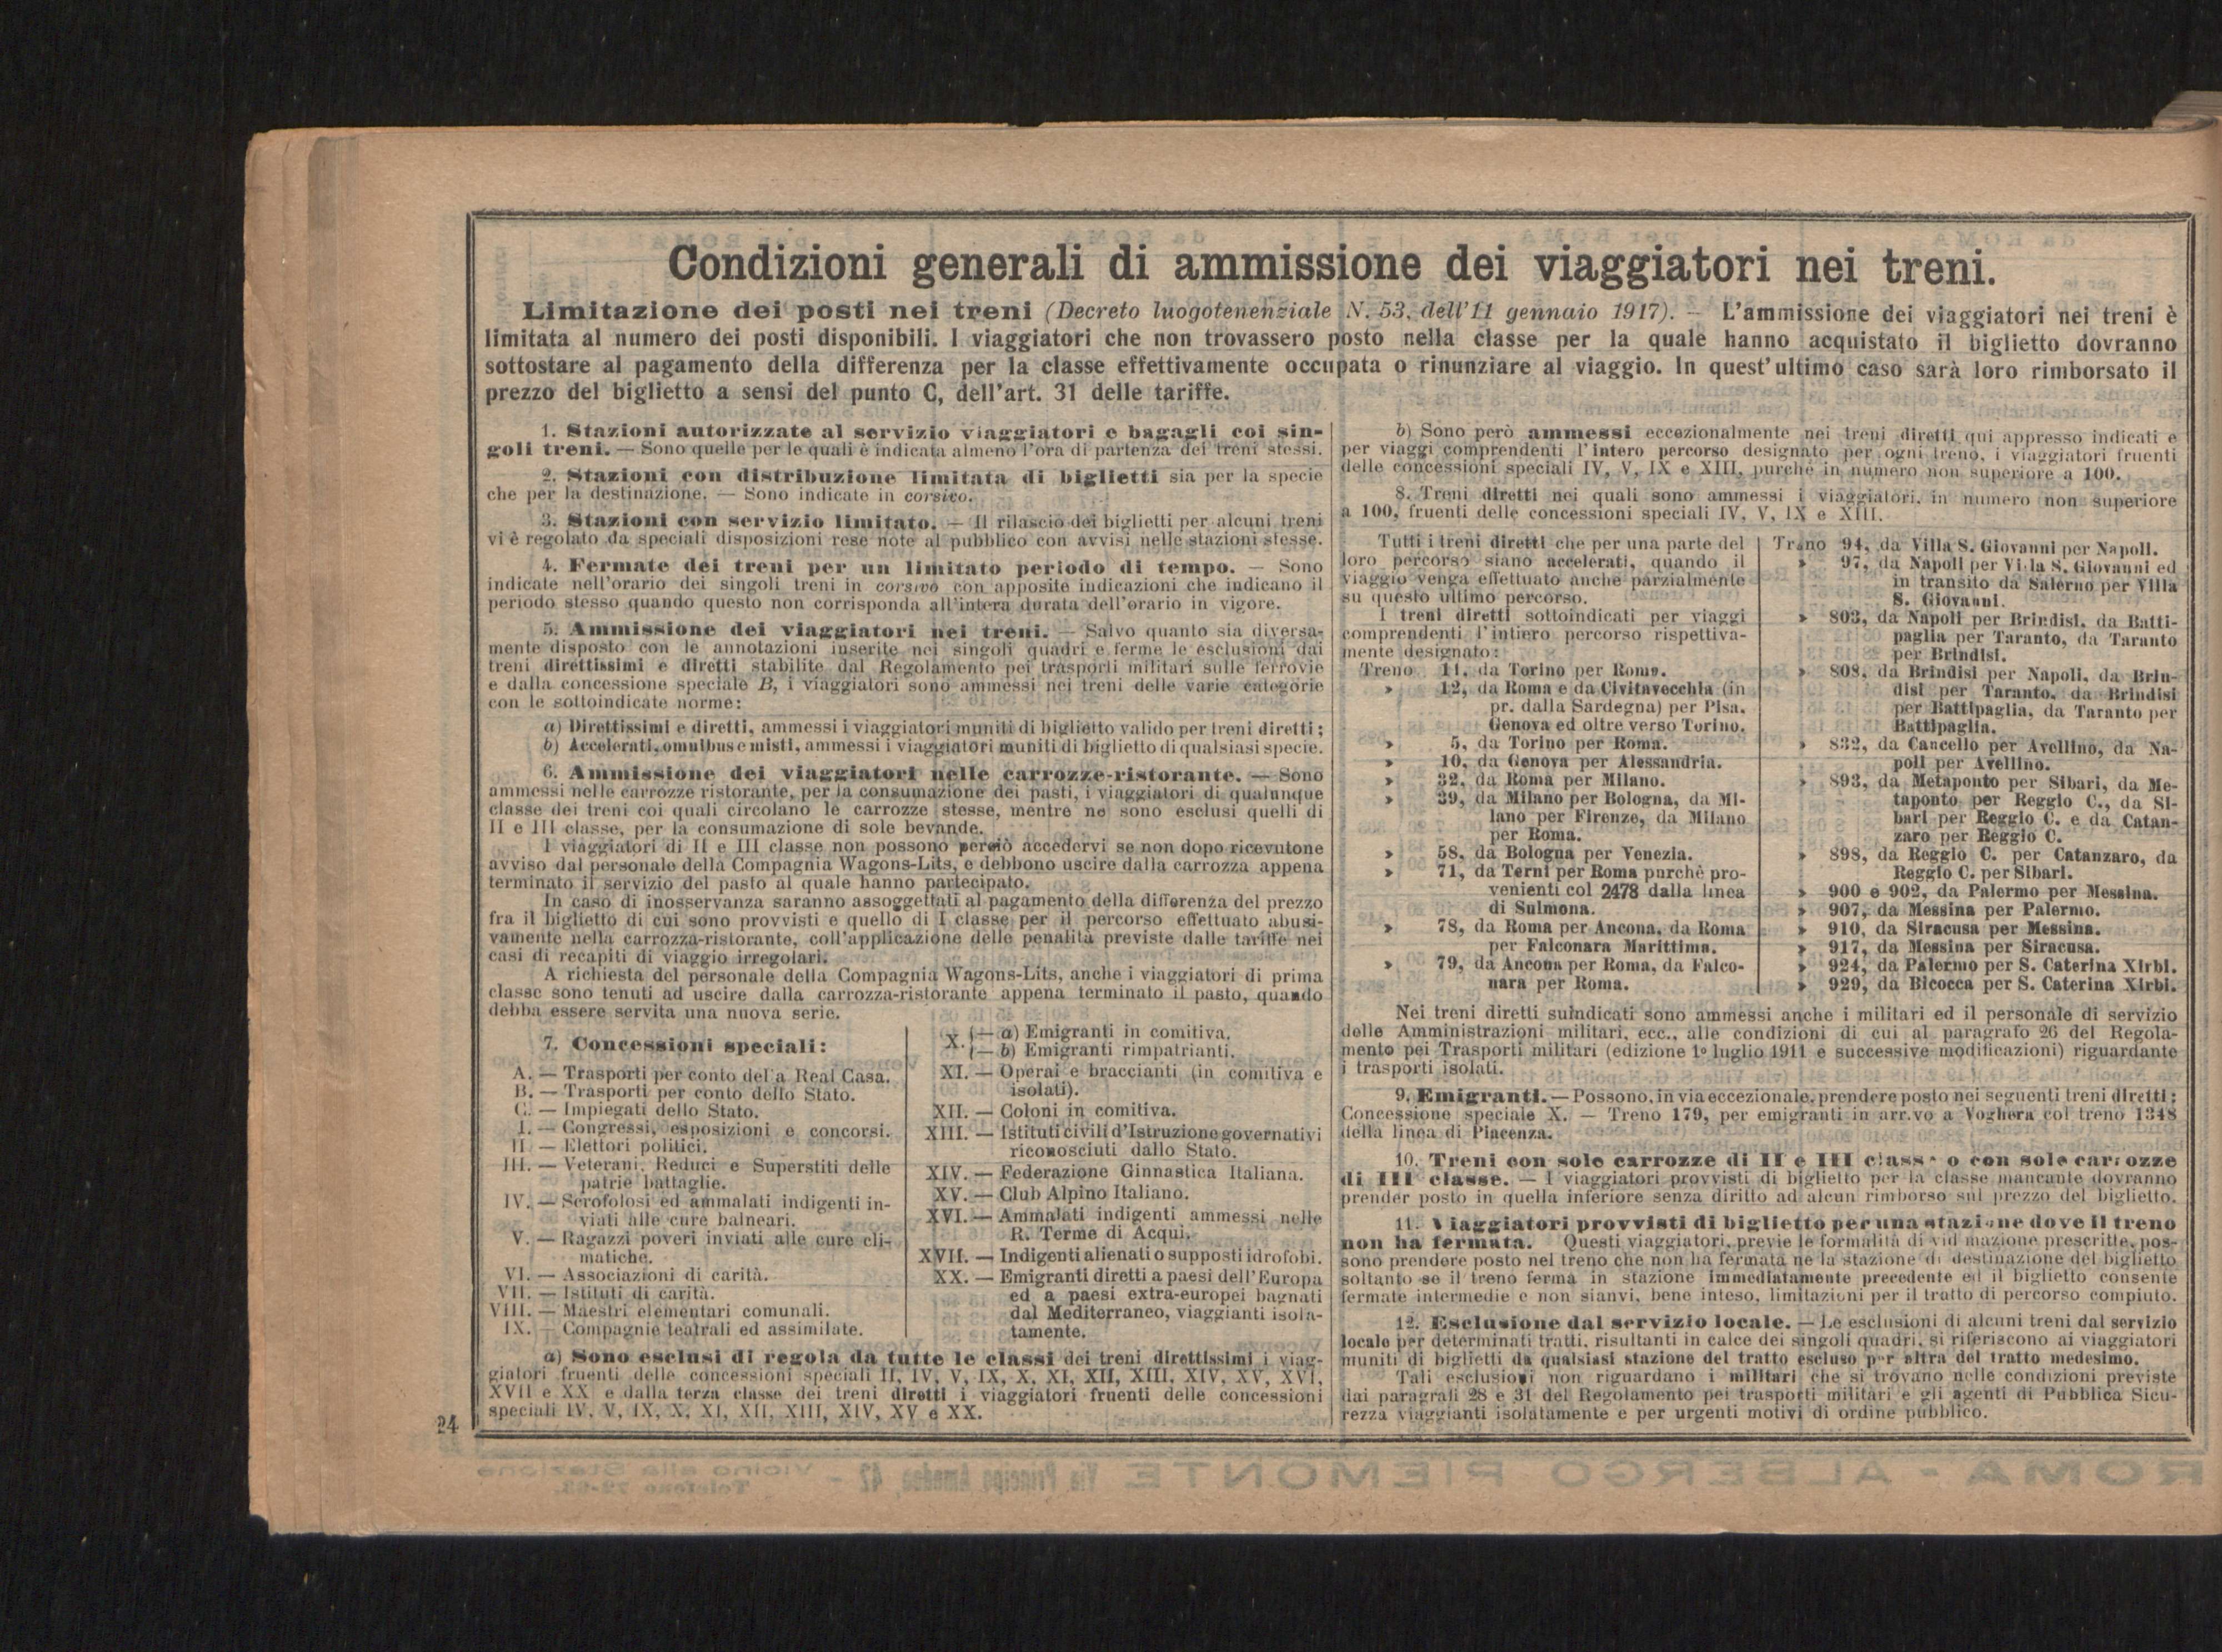 Condizioni generali di ammissione dei viaggiatori nei treni.
Limitazione dei posti nei treni (Decreto luogotenenziale N. 53, dell'11 gennaio 1917). — L'ammissione dei viaggiatori nei treni è
limitata al numero dei posti disponibili. I viaggiatori che non trovassero posto nella classe per la quale hanno acquistato il biglietto dovranno
sottostare al pagamento della differenza per la classe effettivamente occupata o rinunziare al viaggio. In quest'ultimo caso sarà loro rimborsato il
prezzo del biglietto a sensi del punto C, dell'art. 31 delle tariffe.
1. Stazioni autorizzate al servizio viaggiatori e bagagli coi sin-
goli treni. — Sono quelle per le quali è indicata almeno l'ora di partenza dei treni stessi.
2. Stazioni con distribuzione limitata di biglietti sia per la specie
che per la destinazione. — Sono indicate in corsivo.
3. Stazioni con servizio limitato. — Il rilascio dei biglietti per alcuni treni
vi è regolato da speciali disposizioni rese note al pubblico con avvisi nelle stazioni stesse.
4. Fermate dei treni per un limitato periodo di tempo. — Sono
indicate nell'orario dei singoli treni in corsivo con apposite indicazioni che indicano il
periodo stesso quando questo non corrisponda all'intera durata dell'orario in vigore.
5. Ammissione dei viaggiatori nei treni. — Salvo quanto sia diversa-
mente disposto con le annotazioni inserite nei singoli quadri e ferme le esclusioni dai
treni direttissimi e diretti stabilite dal Regolamento pei trasporti militari sulle ferrovie
e dalla concessione speciale B, i viaggiatori sono ammessi nei treni delle varie categorie
con le sottoindicate norme:
a) Direttissimi e diretti, ammessi i viaggiatori muniti di biglietto valido per treni diretti;
b) Accelerati, omnibus e misti, ammessi i viaggiatori muniti di biglietto di qualsiasi specie.
6. Ammissione dei viaggiatori nelle carrozze-ristorante. — Sono
ammessi nelle carrozze ristorante, per la consumazione dei pasti, i viaggiatori di qualunque
classe dei treni coi quali circolano le carrozze stesse, mentre ne sono esclusi quelli di
II e III classe, per la consumazione di sole bevande.
I viaggiatori di II e III classe non possono perciò accedervi se non dopo ricevutone
avviso dal personale della Compagnia Wagons-Lits, e debbono uscire dalla carrozza appena
terminato il servizio del pasto al quale hanno partecipato.
In caso di inosservanza saranno assoggettati al pagamento della differenza del prezzo
fra il biglietto di cui sono provvisti e quello di I classe per il percorso effettuato abusi-
vamente nella carrozza-ristorante, coll'applicazione delle penalità previste dalle tariffe nei
casi di recapiti di viaggio irregolari.
A richiesta del personale della Compagnia Wagons-Lits, anche i viaggiatori di prima
classe sono tenuti ad uscire dalla carrozza-ristorante appena terminato il pasto, quando
debba essere servita una nuova serie.
7. Concessioni speciali:
A. — Trasporti per conto della Real Casa.
B. — Trasporti per conto dello Stato.
C. — Impiegati dello Stato.
I. — Congressi, esposizioni e concorsi.
II — Elettori politici.
III. — Veterani, Reduci e Superstiti delle
patrie battaglie.
IV. — Scrofolosi ed ammalati indigenti in-
viati alle cure balneari.
V. — Ragazzi poveri inviati alle cure cli-
matiche.
VI. — Associazioni di carità.
VII. — Istituti di carità.
VIII. — Maestri elementari comunali.
IX. — Compagnie teatrali ed assimilate.
X. (— a) Emigranti in comitiva.
(— b) Emigranti rimpatrianti.
XI. — Operai e braccianti (in comitiva e
isolati).
XII. — Coloni in comitiva.
XIII. — Istituti civili d'Istruzione governativi
riconosciuti dallo Stato.
XIV. — Federazione Ginnastica Italiana.
XV. — Club Alpino Italiano.
XVI. — Ammalati indigenti ammessi nelle
R. Terme di Acqui.
XVII. — Indigenti alienati o supposti idrofobi.
XX. — Emigranti diretti a paesi dell'Europa
ed a paesi extra-europei bagnati
dal Mediterraneo, viaggianti isola-
tamente.
a) Sono esclusi di regola da tutte le classi dei treni direttissimi i viag-
giatori fruenti delle concessioni speciali II, IV, V, IX, X, XI, XII, XIII, XIV, XV, XVI,
XVII e XX e dalla terza classe dei treni diretti i viaggiatori fruenti delle concessioni
speciali IV, V, IX, X, XI, XII, XIII, XIV, XV e XX.
24
b) Sono però ammessi eccezionalmente nei treni diretti qui appresso indicati e
per viaggi comprendenti l'intero percorso designato per ogni treno, i viaggiatori fruenti
delle concessioni speciali IV, V, IX e XIII, purchè in numero non superiore a 100.
8. Treni diretti nei quali sono ammessi i viaggiatori, in numero non superiore
a 100, fruenti delle concessioni speciali IV, V, IX e XIII.
Tutti i treni diretti che per una parte del
loro percorso siano accelerati, quando il
viaggio venga effettuato anche parzialmente
su questo ultimo percorso.
I treni diretti sottoindicati per viaggi
comprendenti l'intiero percorso rispettiva-
mente designato:
Treno 11, da Torino per Roma.
» 12, da Roma e da Civitavecchia (in
pr. dalla Sardegna) per Pisa,
Genova ed oltre verso Torino.
» 5, da Torino per Roma.
» 10, da Genova per Alessandria.
» 32, da Roma per Milano.
» 39, da Milano per Bologna, da Mi-
lano per Firenze, da Milano
per Roma.
» 58, da Bologna per Venezia.
» 71, da Terni per Roma purchè pro-
venienti col 2478 dalla linea
di Sulmona.
» 78, da Roma per Ancona, da Roma
per Falconara Marittima.
» 79, da Ancona per Roma, da Falco-
nara per Roma.
Treno 94, da Villa S. Giovanni per Napoli.
» 97, da Napoli per Villa S. Giovanni ed
in transito da Salerno per Villa
S. Giovanni.
» 803, da Napoli per Brindisi, da Batti-
paglia per Taranto, da Taranto
per Brindisi.
» 808, da Brindisi per Napoli, da Brin-
disi per Taranto, da Brindisi
per Battipaglia, da Taranto per
Battipaglia.
» 832, da Cancello per Avellino, da Na-
poli per Avellino.
» 893, da Metaponto per Sibari, da Me-
taponto per Reggio C., da Si-
bari per Reggio C. e da Catan-
zaro per Reggio C.
» 898, da Reggio C. per Catanzaro, da
Reggio C. per Sibari.
» 900 e 902, da Palermo per Messina.
» 907, da Messina per Palermo.
» 910, da Siracusa per Messina.
» 917, da Messina per Siracusa.
» 924, da Palermo per S. Caterina Xirbi.
» 929, da Bicocca per S. Caterina Xirbi.
Nei treni diretti suindicati sono ammessi anche i militari ed il personale di servizio
delle Amministrazioni militari, ecc., alle condizioni di cui al paragrafo 26 del Regola-
mento pei Trasporti militari (edizione 1º luglio 1911 e successive modificazioni) riguardante
i trasporti isolati.
9. Emigranti. — Possono, in via eccezionale, prendere posto nei seguenti treni diretti:
Concessione speciale X. — Treno 179, per emigranti in arr.vo a Voghera col treno 1348
della linea di Piacenza.
10. Treni con sole carrozze di II e III classe o con sole carrozze
di III classe. — I viaggiatori provvisti di biglietto per la classe mancante dovranno
prender posto in quella inferiore senza diritto ad alcun rimborso sul prezzo del biglietto.
11. Viaggiatori provvisti di biglietto per una stazione dove il treno
non ha fermata. Questi viaggiatori, previe le formalità di vidimazione prescritte, pos-
sono prendere posto nel treno che non ha fermata ne la stazione di destinazione del biglietto
soltanto se il treno ferma in stazione immediatamente precedente ed il biglietto consente
fermate intermedie e non sianvi, bene inteso, limitazioni per il tratto di percorso compiuto.
12. Esclusione dal servizio locale. — Le esclusioni di alcuni treni dal servizio
locale per determinati tratti, risultanti in calce dei singoli quadri, si riferiscono ai viaggiatori
muniti di biglietti da qualsiasi stazione del tratto escluso per altra del tratto medesimo.
Tali esclusioni non riguardano i militari che si trovano nelle condizioni previste
dai paragrafi 28 e 31 del Regolamento pei trasporti militari e gli agenti di Pubblica Sicu-
rezza viaggianti isolatamente e per urgenti motivi di ordine pubblico.